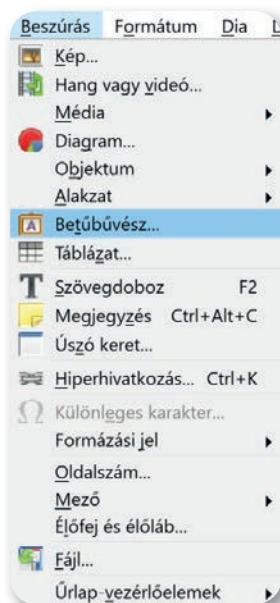 Beszúrás Formátum Dia
Kép...
Hang vagy videó...
Média
Diagram...
Objektum
Alakzat
Betűbűvész...
Táblázat...
Szövegdoboz F2
Megjegyzés Ctrl+Alt+C
Úszó keret...
Hiperhivatkozás... Ctrl+K
Különleges karakter...
Formázási jel
Oldalszám...
Mező
Élőfej és élőláb...
Fájl...
Űrlap-vezérlőelemek